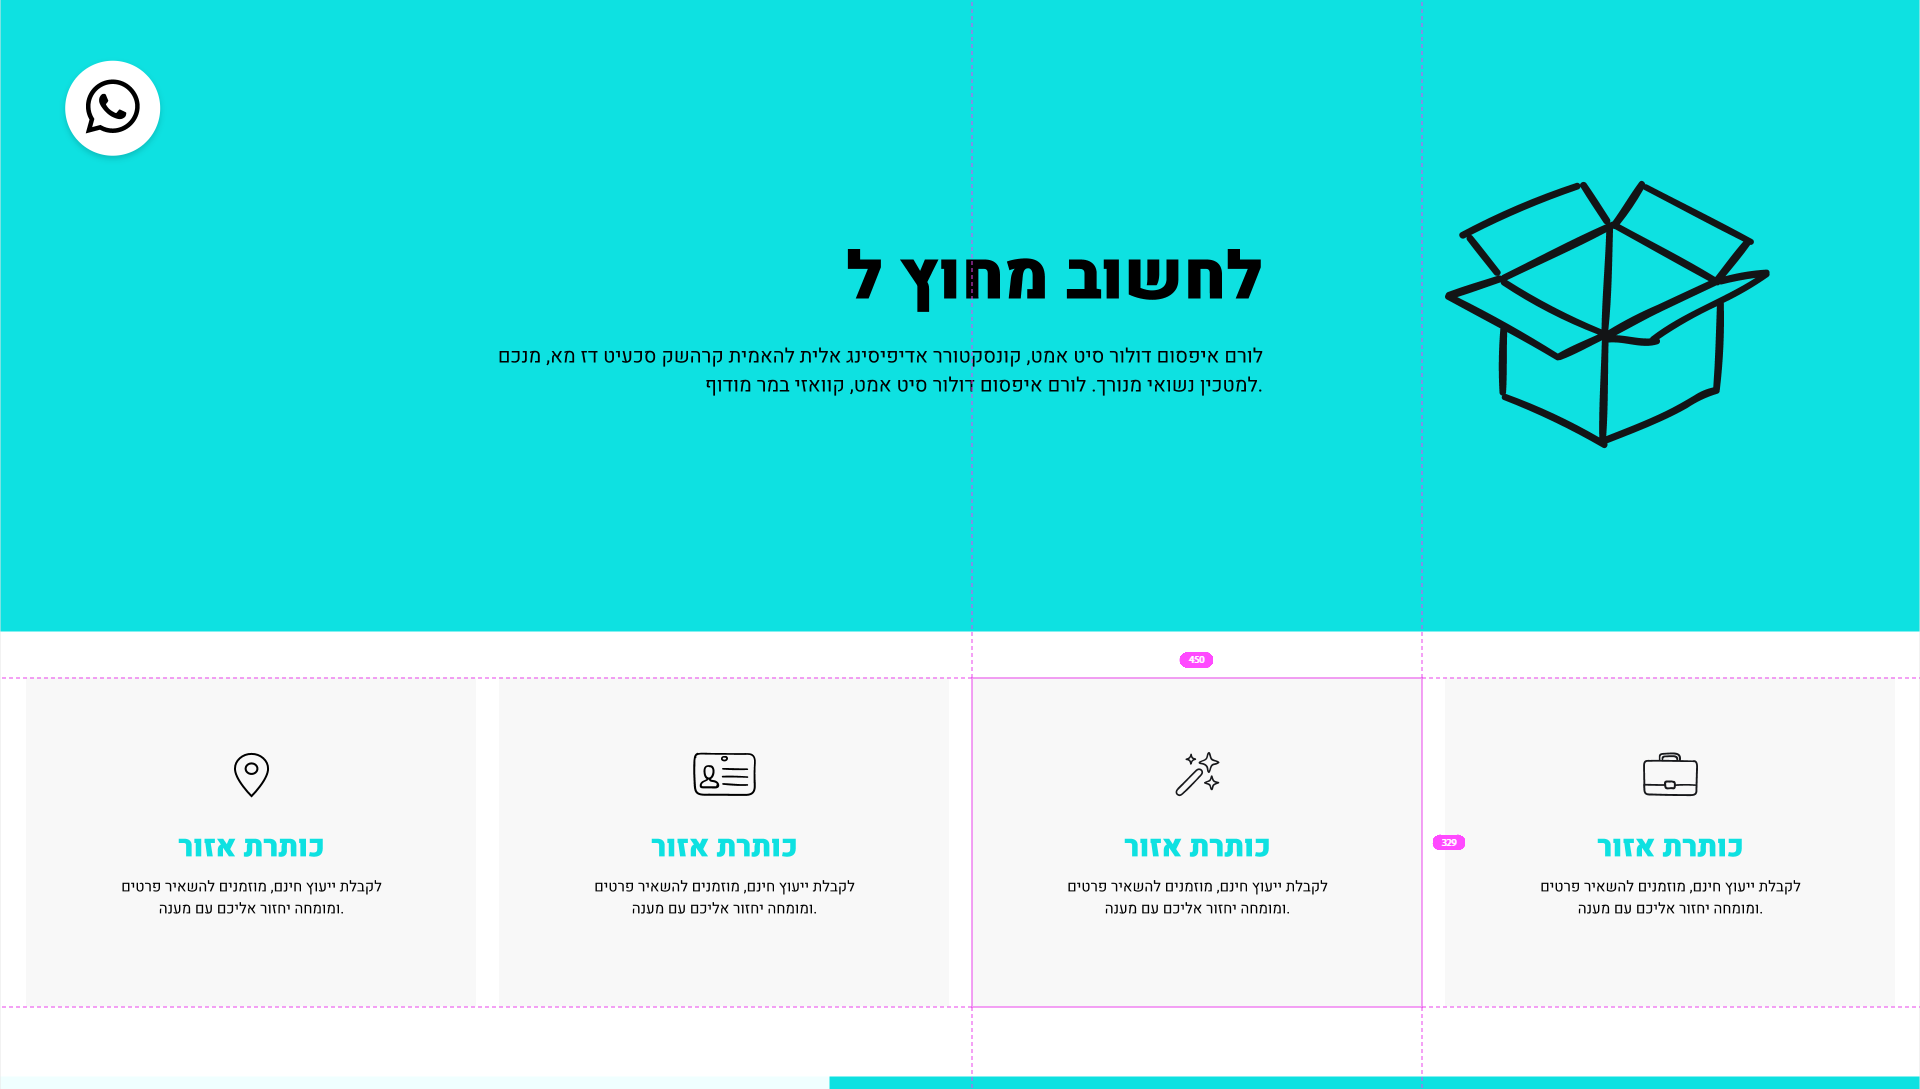 לחשוב מחוץ ל
לורם איפסום דולור סיט אמט, קונסקטורר אדיפיסינג אלית להאמית קרהשק סכעיט דז מא, מנכם
למטכין נשואי מנורך. לורם איפסום דולור סיט אמט, קוואזי במר מודוף.
450
כותרת אזור
לקבלת ייעוץ חינם, מוזמנים להשאיר פרטים
ומומחה יחזור אליכם עם מענה.
329
כותרת אזור
לקבלת ייעוץ חינם, מוזמנים להשאיר פרטים
ומומחה יחזור אליכם עם מענה.
כותרת אזור
לקבלת ייעוץ חינם, מוזמנים להשאיר פרטים
ומומחה יחזור אליכם עם מענה.
כותרת אזור
לקבלת ייעוץ חינם, מוזמנים להשאיר פרטים
ומומחה יחזור אליכם עם מענה.